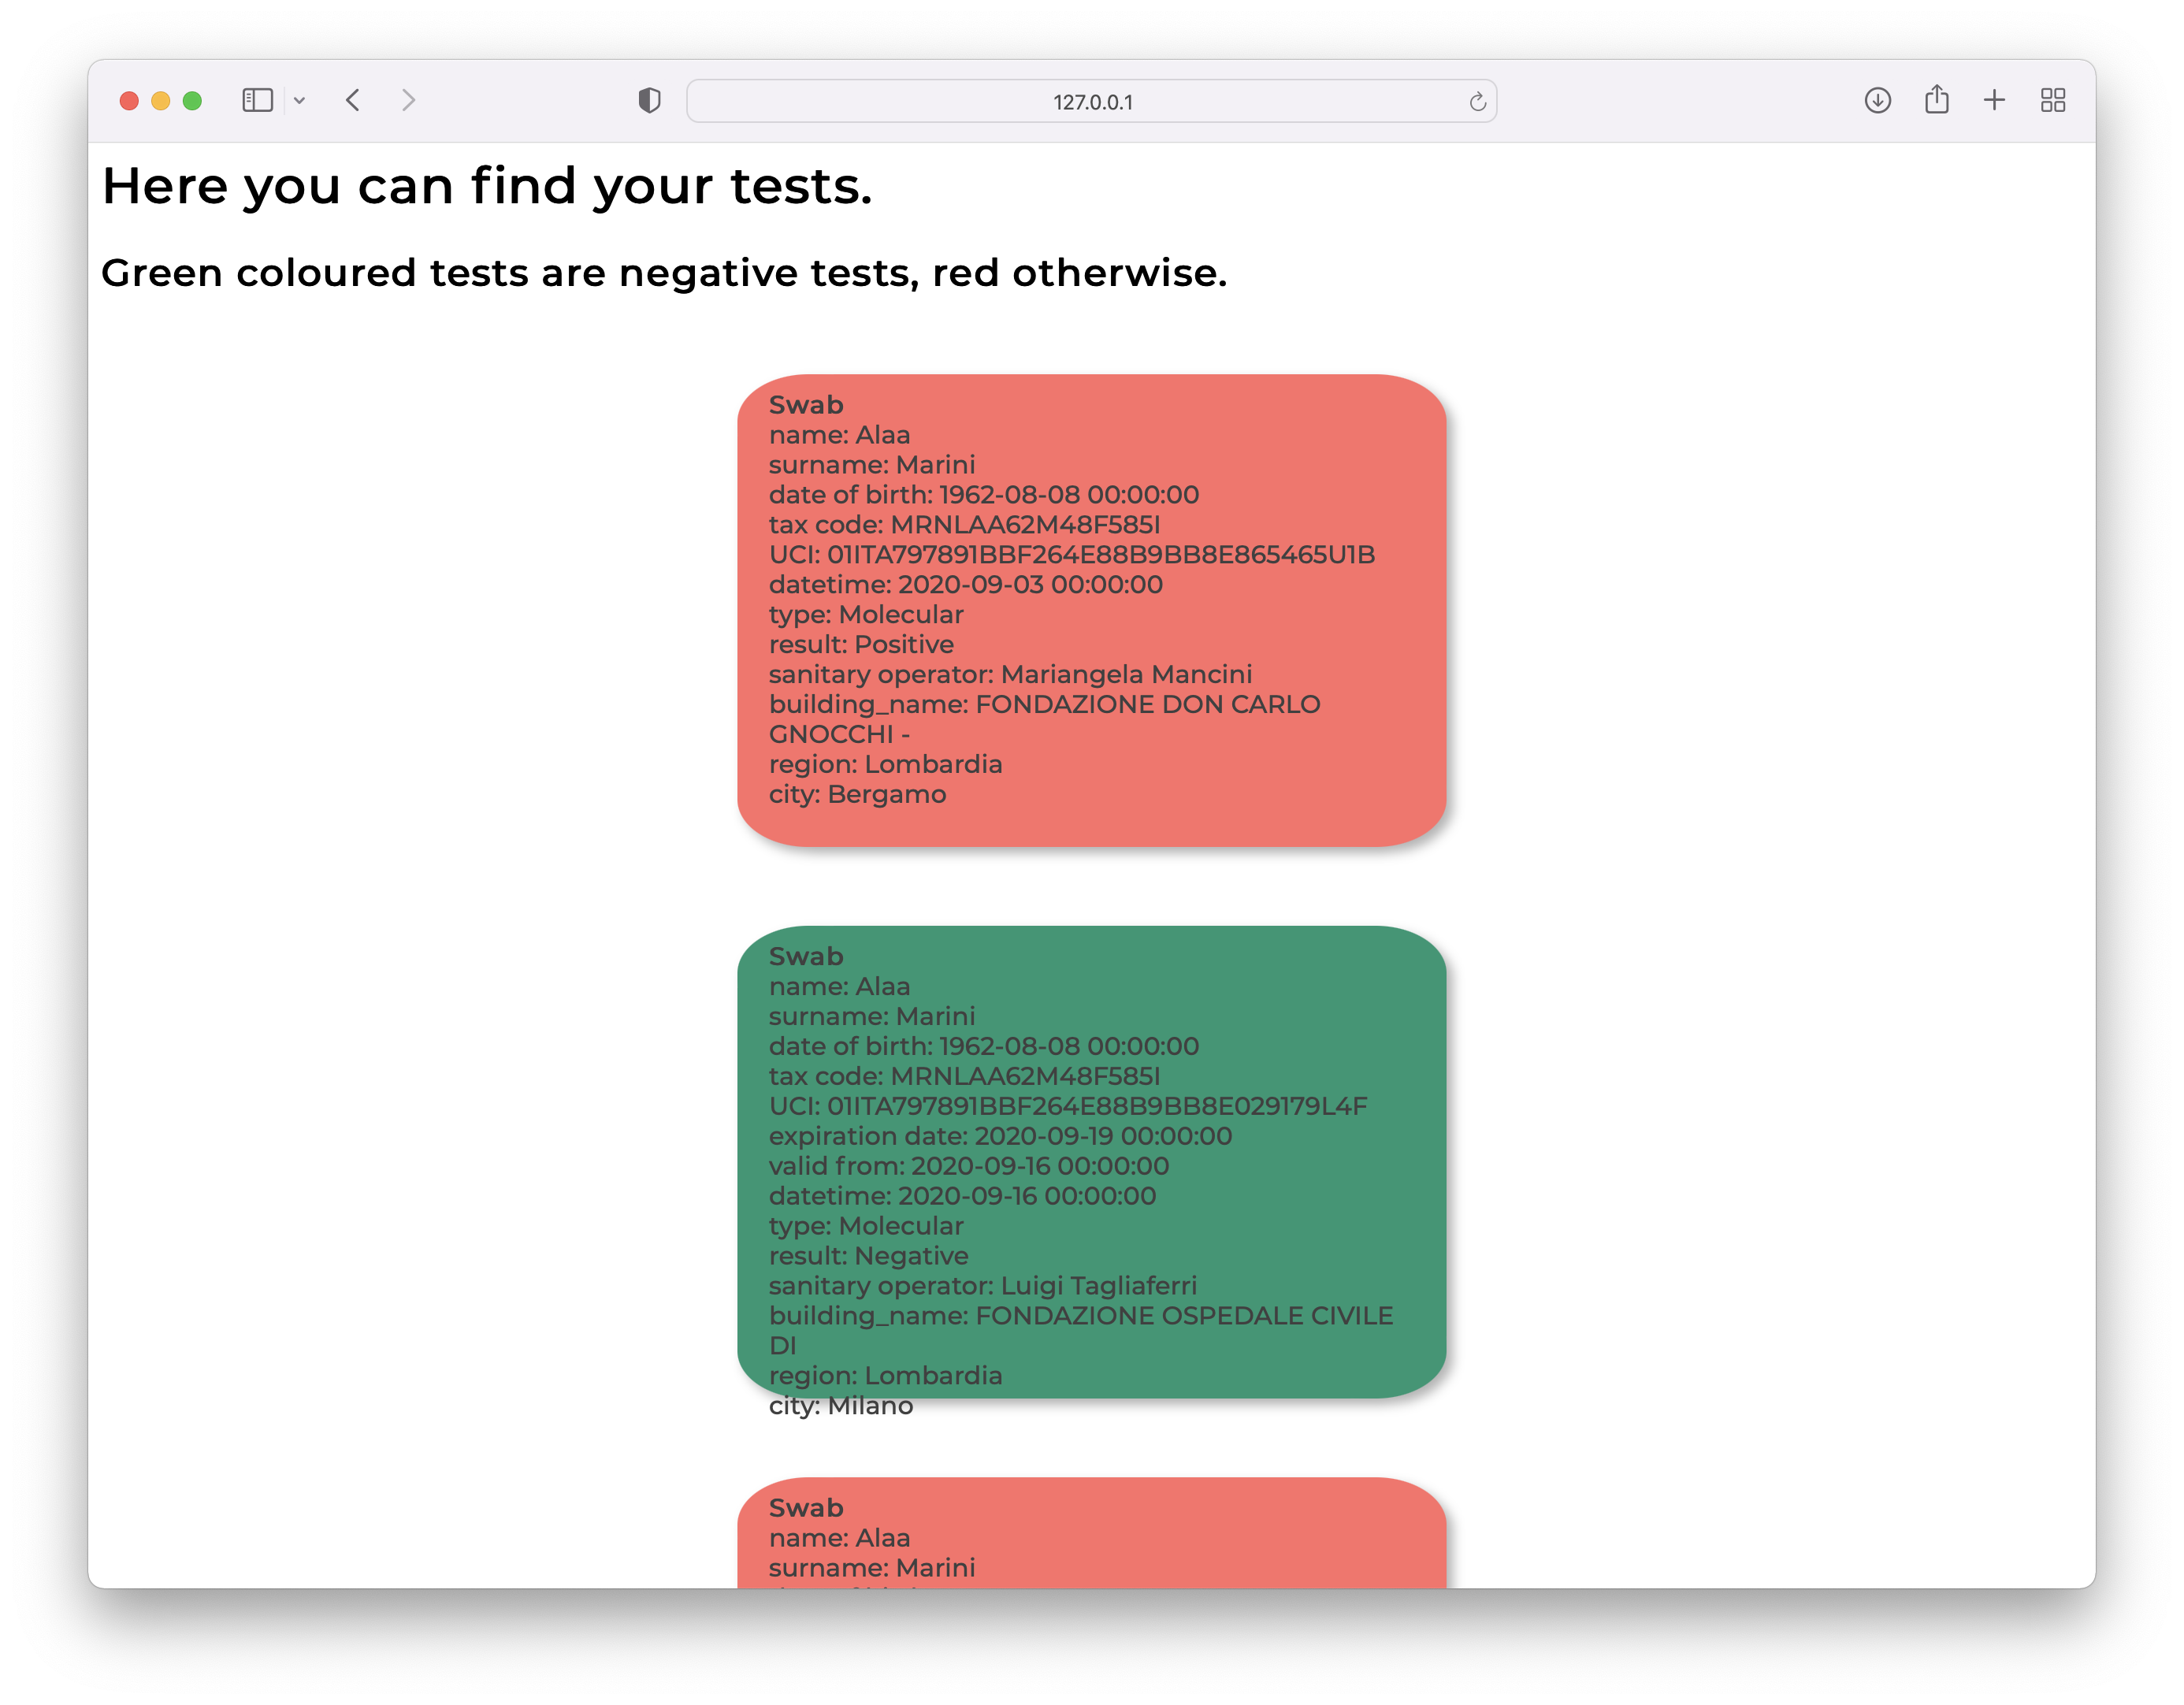 127.0.0.1
Here you can find your tests.
Green coloured tests are negative tests, red otherwise.
Swab
name: Alaa
surname: Marini
date of birth: 1962-08-08 00:00:00
tax code: MRNLAA62M48F585I
UCI: 01ITA797891BBF264E88B9BB8E865465U1B
datetime: 2020-09-03 00:00:00
type: Molecular
result: Positive
sanitary operator: Mariangela Mancini
building_name: FONDAZIONE DON CARLO
GNOCCHI -
region: Lombardia
city: Bergamo
Swab
name: Alaa
surname: Marini
date of birth: 1962-08-08 00:00:00
tax code: MRNLAA62M48F585I
UCI: 01ITA797891BBF264E88B9BB8E029179L4F
expiration date: 2020-09-19 00:00:00
valid from: 2020-09-16 00:00:00
datetime: 2020-09-16 00:00:00
type: Molecular
result: Negative
sanitary operator: Luigi Tagliaferri
building_name: FONDAZIONE OSPEDALE CIVILE
DI
region: Lombardia
city: Milano
Swab
name: Alaa
surname: Marini